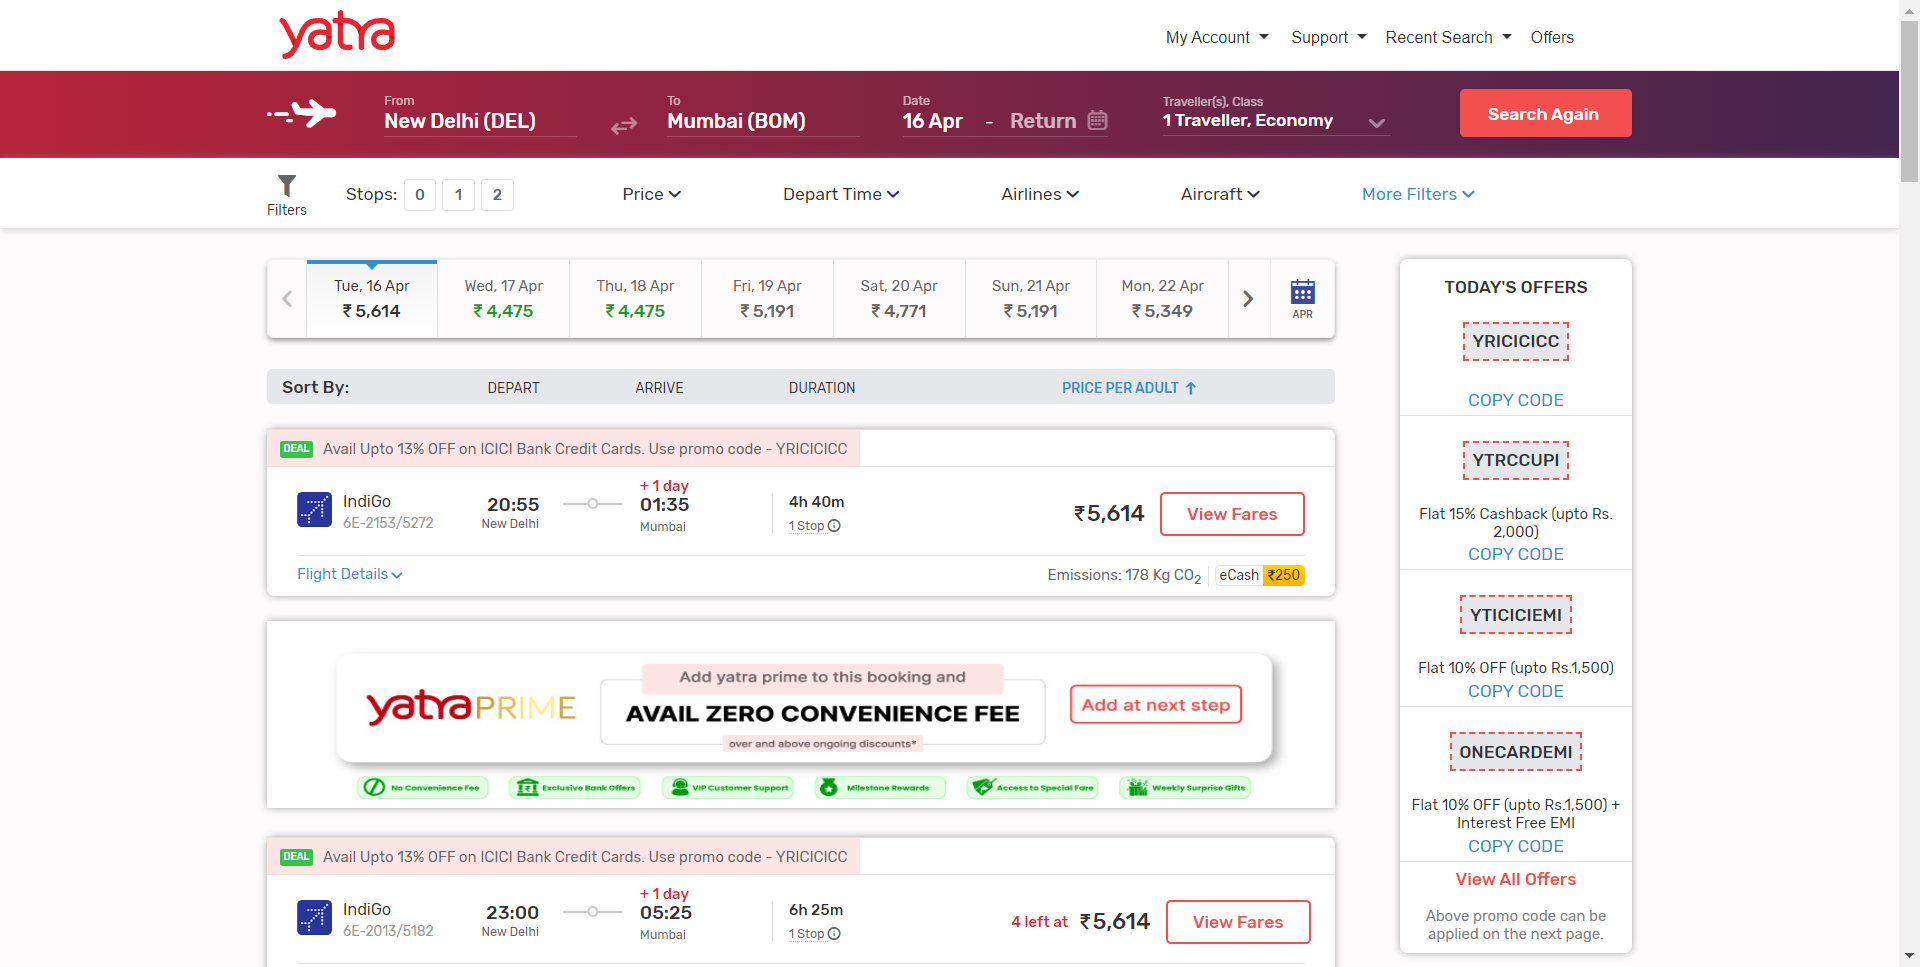 yatra
My Account
Support
Recent Search
Offers
From
New Delhi (DEL)
To
Mumbai (BOM)
Date
16 Apr - Return
Traveller(s), Class
1 Traveller, Economy
Search Again
Filters
Stops: 0 1 2
Price
Depart Time
Airlines
Aircraft
More Filters
Tue, 16 Apr
₹ 5,614
Wed, 17 Apr
₹ 4,475
Thu, 18 Apr
₹ 4,475
Fri, 19 Apr
₹ 5,191
Sat, 20 Apr
₹ 4,771
Sun, 21 Apr
₹ 5,191
Mon, 22 Apr
₹ 5,349
APR
Sort By: DEPART ARRIVE DURATION PRICE PER ADULT
DEAL Avail Upto 13% OFF on ICICI Bank Credit Cards. Use promo code - YRICICICC
IndiGo
6E-2153/5272
20:55
New Delhi
+ 1 day
01:35
Mumbai
4h 40m
1 Stop
₹5,614
View Fares
Flight Details
Emissions: 178 Kg CO2
eCash ₹250
yatra PRIME
Add yatra prime to this booking and
AVAIL ZERO CONVENIENCE FEE
over and above ongoing discounts*
Add at next step
No Convenience Fee
Exclusive Bank Offers
VIP Customer Support
Milestone Rewards
Access to Special Fare
Weekly Surprise Gifts
DEAL Avail Upto 13% OFF on ICICI Bank Credit Cards. Use promo code - YRICICICC
IndiGo
6E-2013/5182
23:00
New Delhi
+ 1 day
05:25
Mumbai
6h 25m
1 Stop
4 left at ₹5,614
View Fares
TODAY'S OFFERS
YRICICICC
COPY CODE
YTRCCUPI
Flat 15% Cashback (upto Rs.
2,000)
COPY CODE
YTICICIEMI
Flat 10% OFF (upto Rs.1,500)
COPY CODE
ONECARDEMI
Flat 10% OFF (upto Rs.1,500) +
Interest Free EMI
COPY CODE
View All Offers
Above promo code can be
applied on the next page.